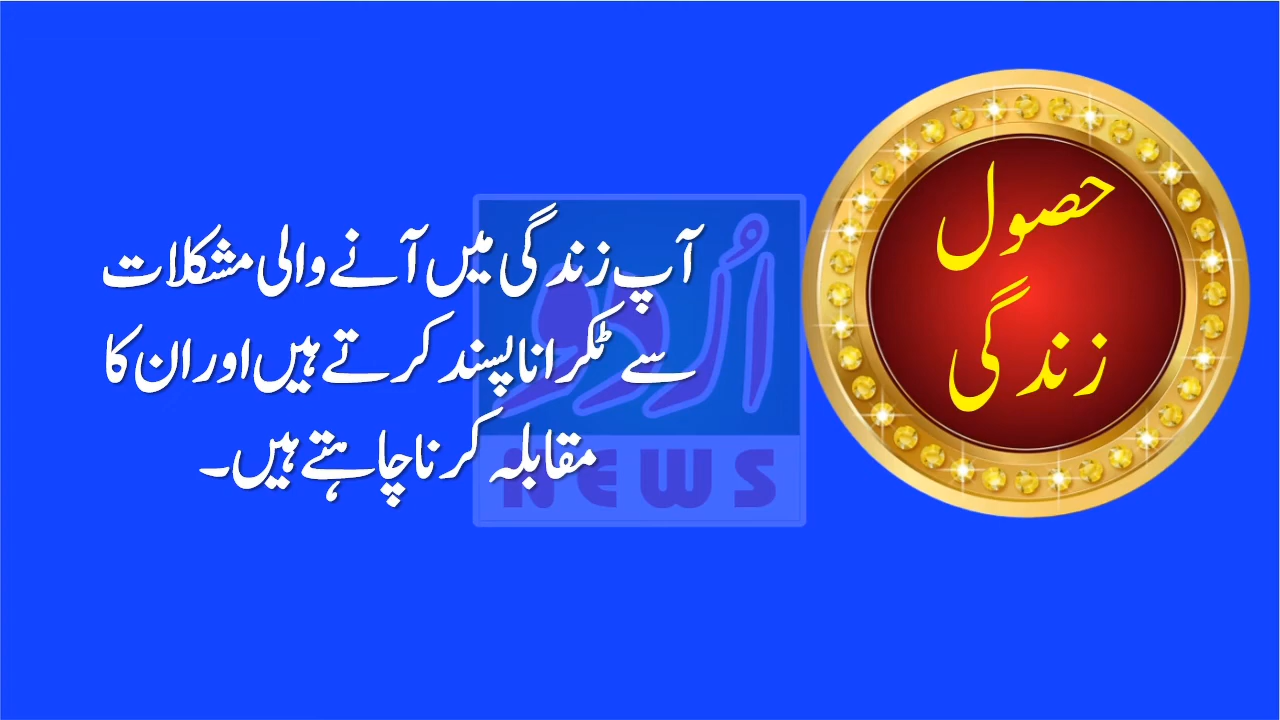 حصول
زندگی
آپ زندگی میں آنے والی مشکلات
سے ٹکرانا پسند کرتے ہیں اور ان کا
مقابلہ کرنا چاہتے ہیں۔
اُردو
NEWS